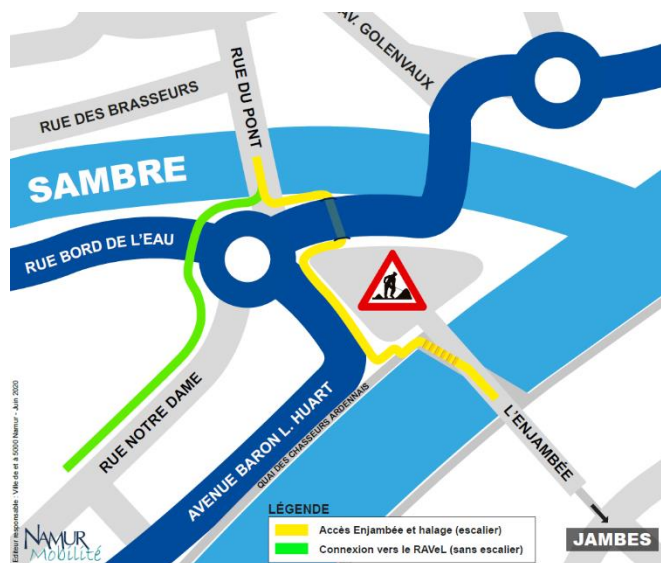 AV. GOLENVAUX
RUE DU PONT
RUE DES BRASSEURS
SAMBRE
RUE BORD DE L'EAU
RUE NOTRE DAME
AVENUE BARON L. HUART
QUAI DES CHASSEURS ARDENNAIS
L'ENJAMBÉE
JAMBES
Editeur responsable : Ville de et à 5000 Namur - Juin 2020
NAMUR
Mobilité
LÉGENDE
Accès Enjambée et halage (escalier)
Connexion vers le RAVeL (sans escalier)